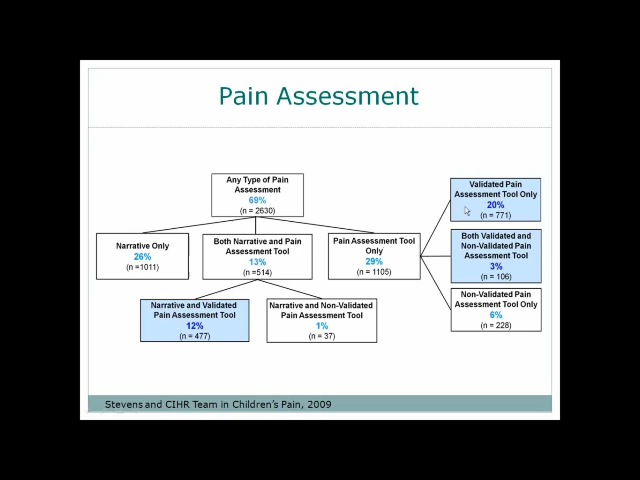 Pain Assessment
Any Type of Pain
Assessment
69%
(n = 2630)
Narrative Only
26%
(n =1011)
Both Narrative and Pain
Assessment Tool
13%
(n =514)
Pain Assessment Tool
Only
29%
(n = 1105)
Narrative and Validated
Pain Assessment Tool
12%
(n = 477)
Narrative and Non-Validated
Pain Assessment Tool
1%
(n = 37)
Validated Pain
Assessment Tool Only
20%
(n = 771)
Both Validated and
Non-Validated Pain
Assessment Tool
3%
(n = 106)
Non-Validated Pain
Assessment Tool Only
6%
(n = 228)
Stevens and CIHR Team in Children's Pain, 2009